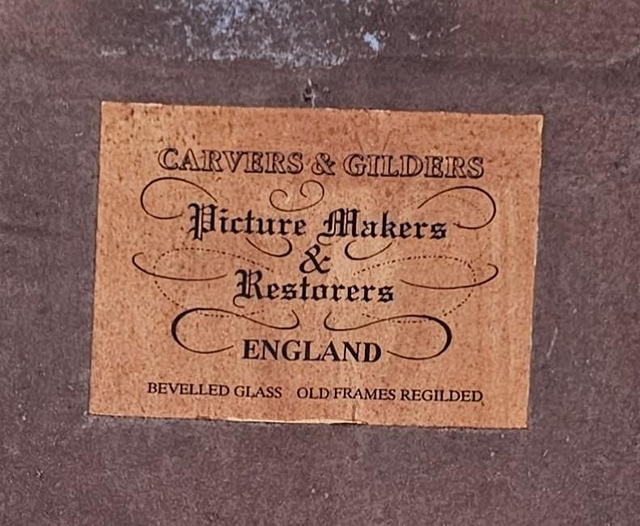 CARVERS & GILDERS
Picture Makers
&
Restorers
ENGLAND
BEVELLED GLASS OLD FRAMES REGILDED